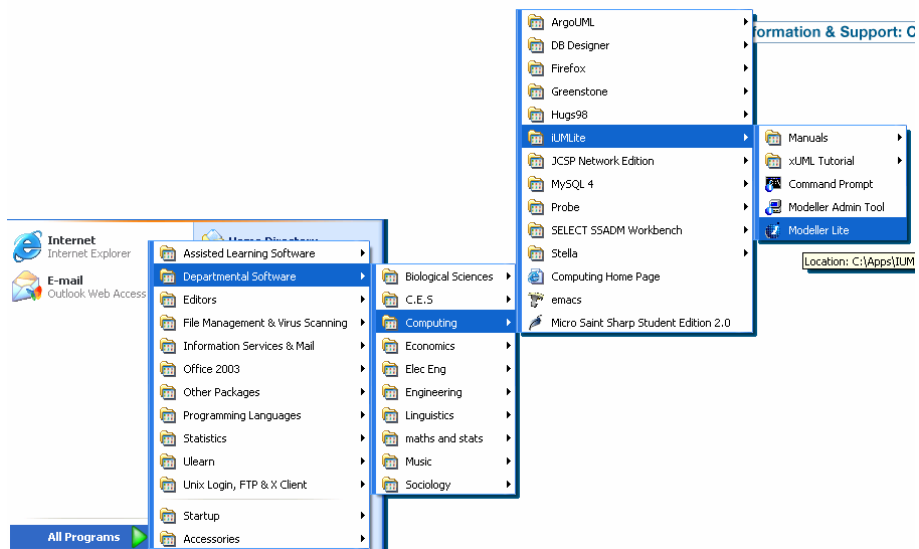 Internet
Internet Explorer
E-mail
Outlook Web Access
Home Directory
All Programs
Assisted Learning Software
Departmental Software
Editors
File Management & Virus Scanning
Information Services & Mail
Office 2003
Other Packages
Programming Languages
Statistics
Ulearn
Unix Login, FTP & X Client
Startup
Accessories
Biological Sciences
C.E.S
Computing
Economics
Elec Eng
Engineering
Linguistics
maths and stats
Music
Sociology
ArgoUML
DB Designer
Firefox
Greenstone
Hugs98
iUMLite
JCSP Network Edition
MySQL 4
Probe
SELECT SSADM Workbench
Stella
Computing Home Page
emacs
Micro Saint Sharp Student Edition 2.0
formation & Support: C
Manuals
xUML Tutorial
Command Prompt
Modeller Admin Tool
Modeller Lite
Location: C:\Apps\IUM